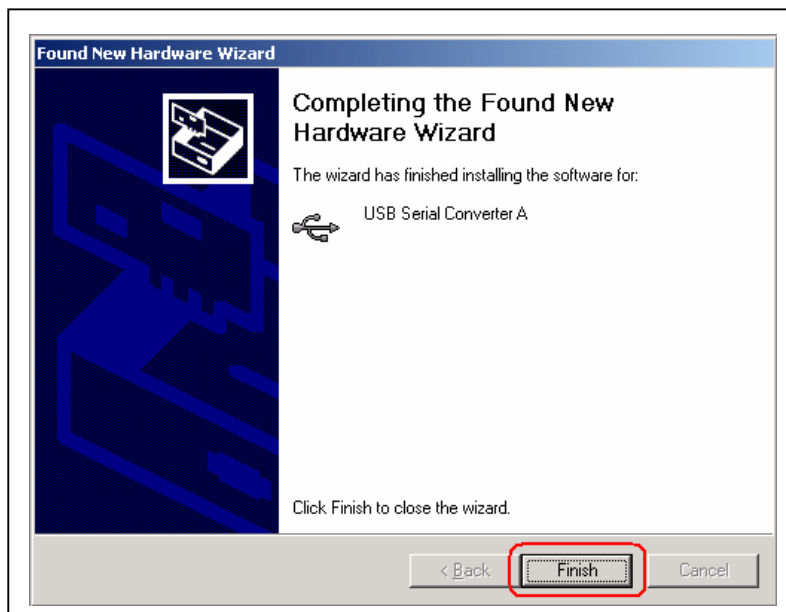 Found New Hardware Wizard
Completing the Found New
Hardware Wizard
The wizard has finished installing the software for:
USB Serial Converter A
Click Finish to close the wizard.
< Back
Finish
Cancel